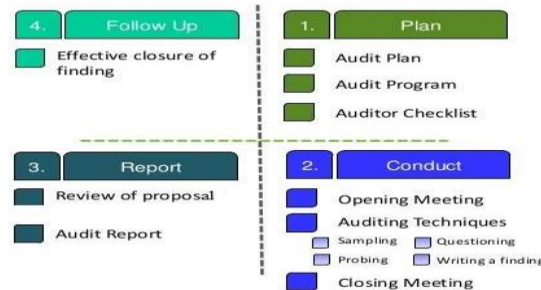 4. Follow Up
Effective closure of
finding
1. Plan
Audit Plan
Audit Program
Auditor Checklist
3. Report
Review of proposal
Audit Report
2. Conduct
Opening Meeting
Auditing Techniques
Sampling Questioning
Probing Writing a finding
Closing Meeting